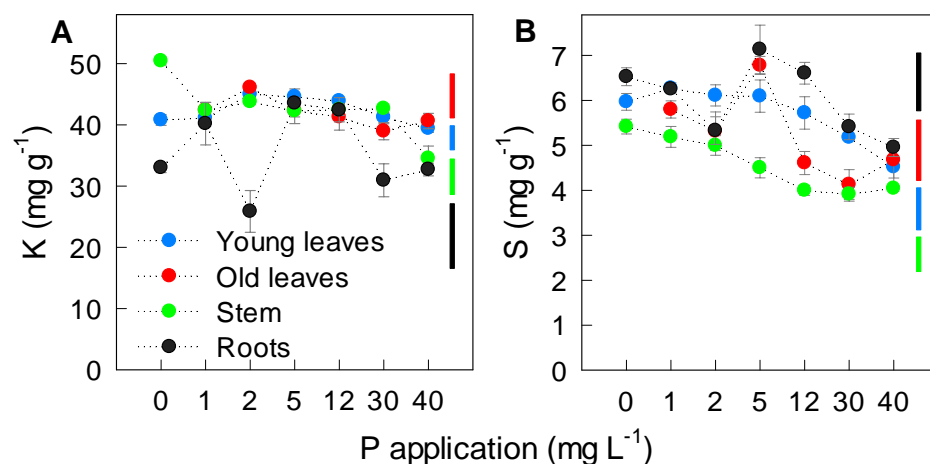 A
K (mg g⁻¹)
50
40
30
20
10
0
0 1 2 5 12 30 40
Young leaves
Old leaves
Stem
Roots
B
S (mg g⁻¹)
7
6
5
4
3
2
1
0
0 1 2 5 12 30 40
P application (mg L⁻¹)